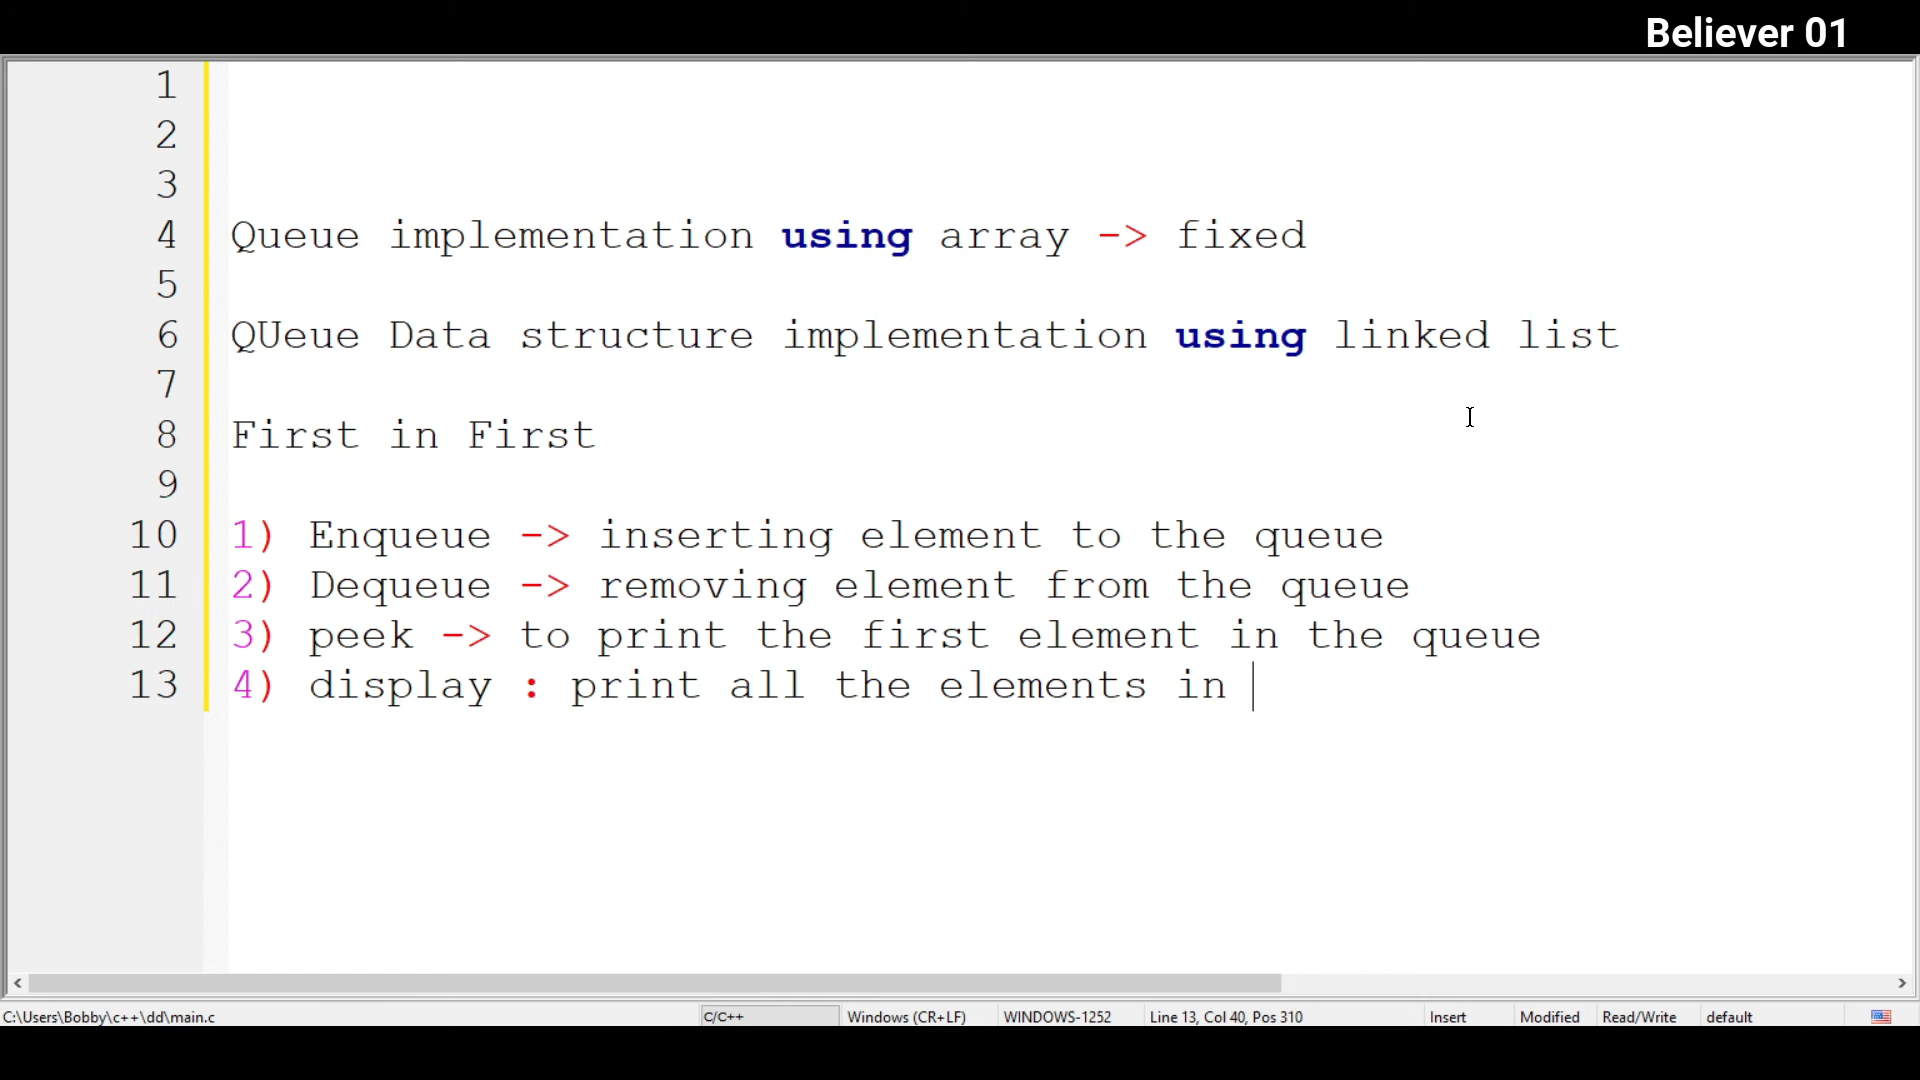 Believer 01
1
2
3
4 Queue implementation using array -> fixed
5
6 QUeue Data structure implementation using linked list
7
8 First in First
9
10 1) Enqueue -> inserting element to the queue
11 2) Dequeue -> removing element from the queue
12 3) peek -> to print the first element in the queue
13 4) display : print all the elements in
C:\Users\Bobby\c++\dd\main.c C/C++ Windows (CR+LF) WINDOWS-1252 Line 13, Col 40, Pos 310 Insert Modified Read/Write default